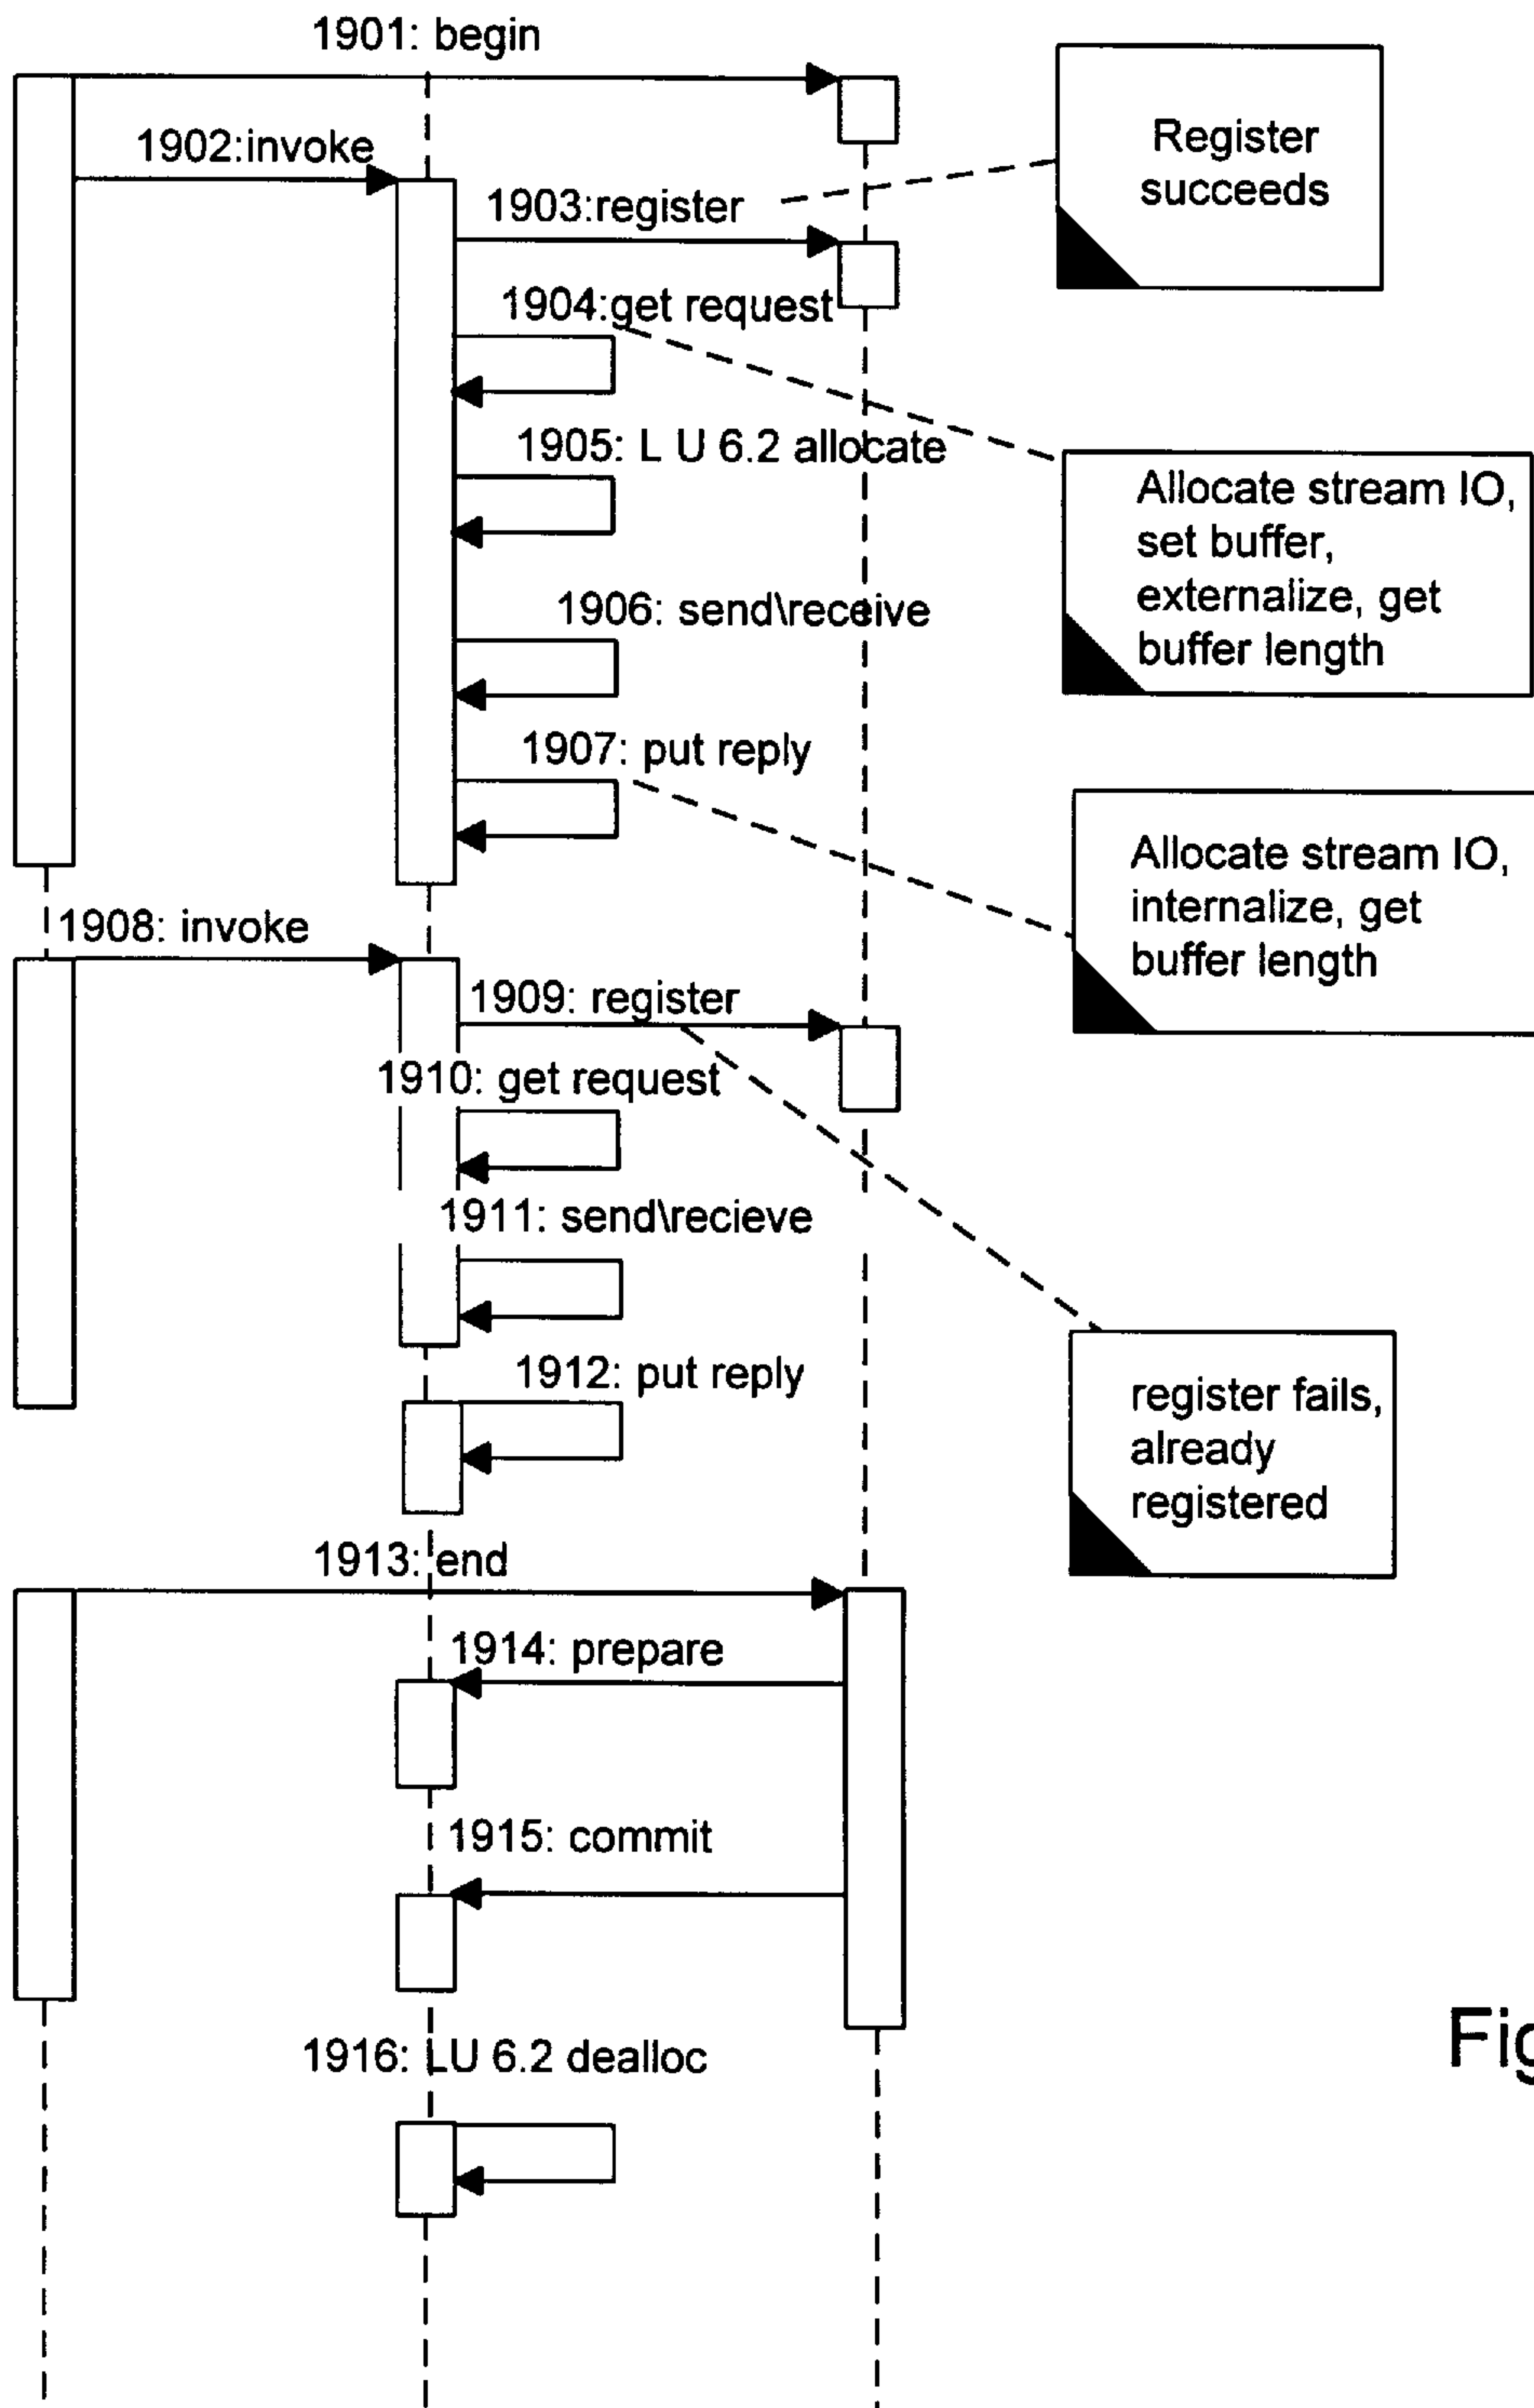 1901: begin
1902:invoke
Register
succeeds
1903:register
1904:get request
1905: L U 6.2 allocate
Allocate stream IO,
set buffer,
externalize, get
buffer length
1906: send\receive
1907: put reply
Allocate stream IO,
internalize, get
buffer length
1908: invoke
1909: register
1910: get request
1911: send\recieve
1912: put reply
register fails,
already
registered
1913: end
1914: prepare
1915: commit
1916: LU 6.2 dealloc